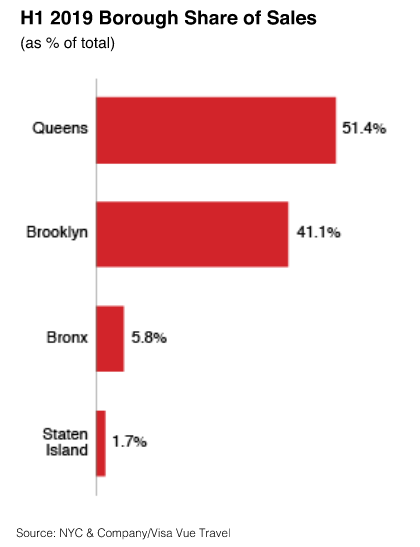 H1 2019 Borough Share of Sales
(as % of total)
Queens
51.4%
Brooklyn
41.1%
Bronx
5.8%
Staten
Island
1.7%
Source: NYC & Company/Visa Vue Travel